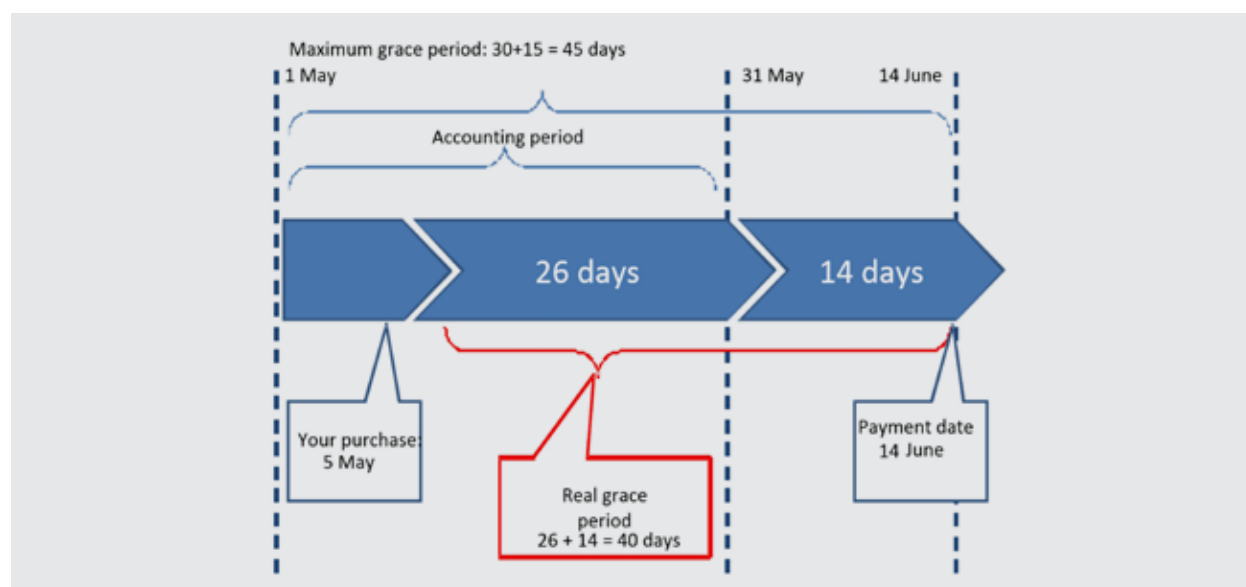 Maximum grace period: 30+15 = 45 days
1 May
31 May
14 June
Accounting period
26 days
14 days
Your purchase:
5 May
Real grace
period
26 + 14 = 40 days
Payment date
14 June